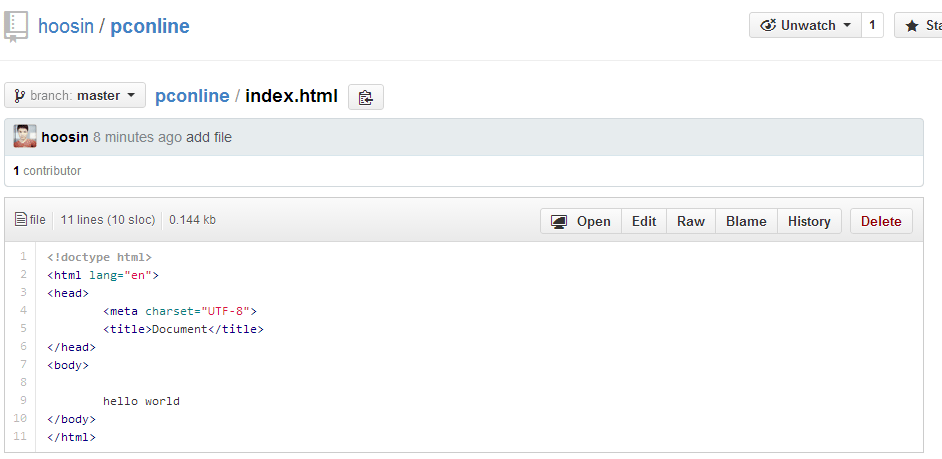 hoosin / pconline
Unwatch 1
branch: master pconline / index.html
hoosin 8 minutes ago add file
1 contributor
file 11 lines (10 sloc) 0.144 kb Open Edit Raw Blame History Delete
1 <!doctype html>
2 <html lang="en">
3 <head>
4 <meta charset="UTF-8">
5 <title>Document</title>
6 </head>
7 <body>
8
9 hello world
10 </body>
11 </html>